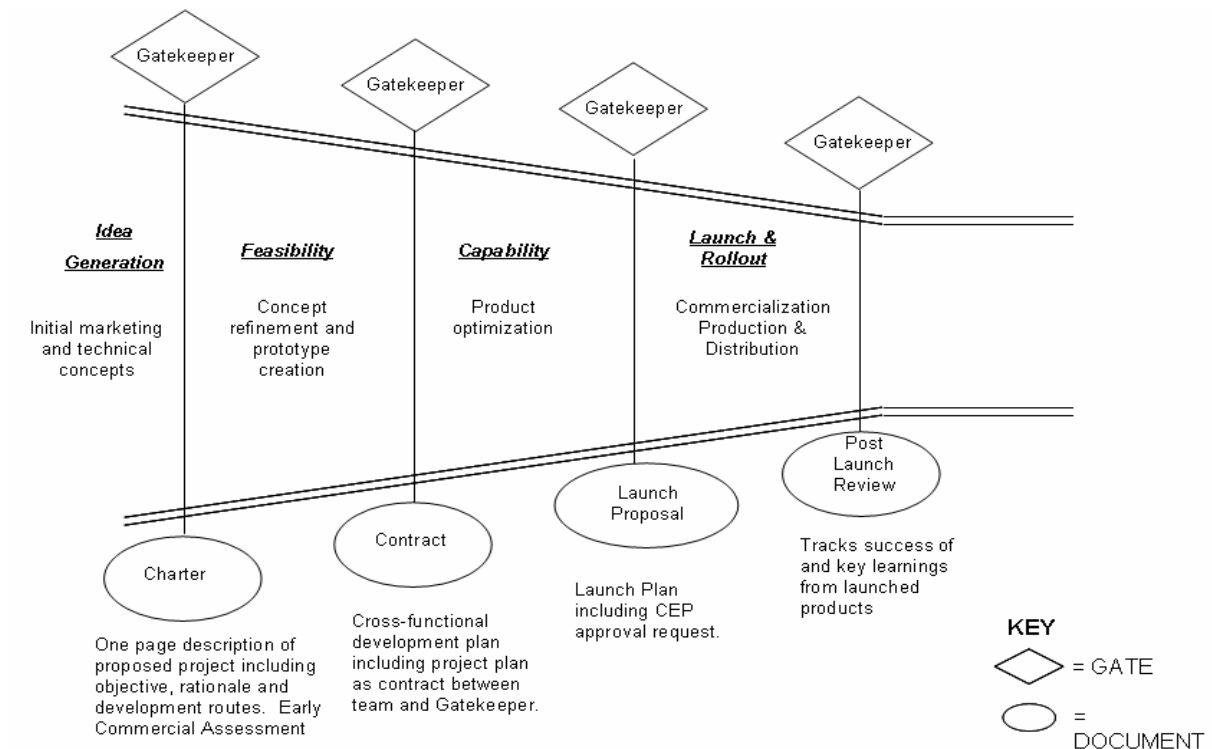 Gatekeeper
Gatekeeper
Gatekeeper
Gatekeeper
Idea
Generation
Initial marketing
and technical
concepts
Feasibility
Concept
refinement and
prototype
creation
Capability
Product
optimization
Launch &
Rollout
Commercialization
Production &
Distribution
Charter
One page description of
proposed project including
objective, rationale and
development routes. Early
Commercial Assessment
Contract
Cross-functional
development plan
including project plan
as contract between
team and Gatekeeper.
Launch
Proposal
Launch Plan
including CEP
approval request.
Post
Launch
Review
Tracks success of
and key learnings
from launched
products
KEY
= GATE
=
DOCUMENT